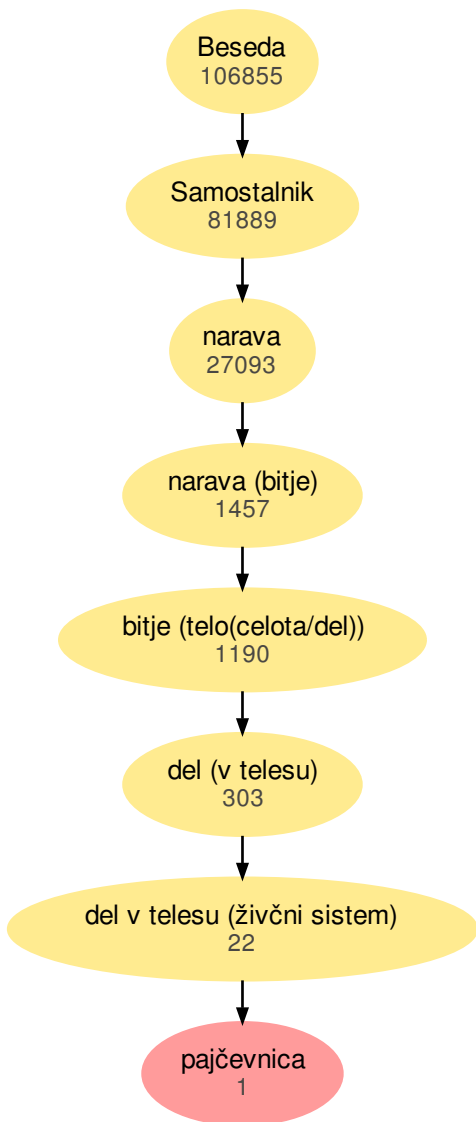 Beseda
106855
Samostalnik
81889
narava
27093
narava (bitje)
1457
bitje (telo(celota/del))
1190
del (v telesu)
303
del v telesu (živčni sistem)
22
pajčevnica
1